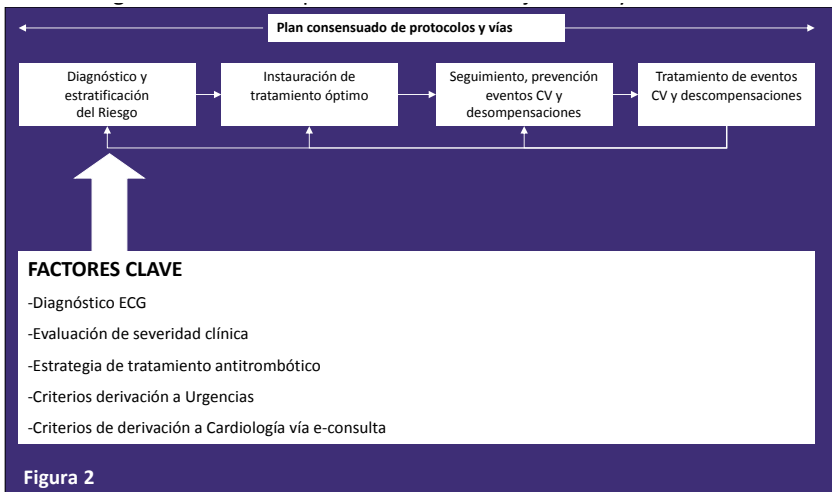 Plan consensuado de protocolos y vías
Diagnóstico y
estratificación
del Riesgo
Instauración de
tratamiento óptimo
Seguimiento, prevención
eventos CV y
desompensaciones
Tratamiento de eventos
CV y descompensaciones
FACTORES CLAVE
-Diagnóstico ECG
-Evaluación de severidad clínica
-Estrategia de tratamiento antitrombótico
-Criterios derivación a Urgencias
-Criterios de derivación a Cardiología vía e-consulta
Figura 2